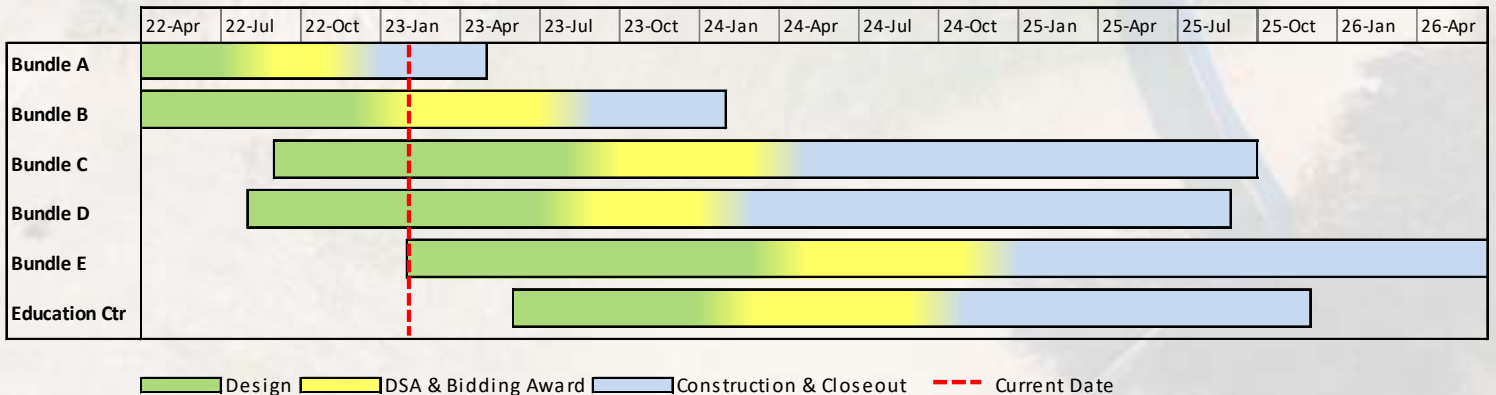 22-Apr 22-Jul 22-Oct 23-Jan 23-Apr 23-Jul 23-Oct 24-Jan 24-Apr 24-Jul 24-Oct 25-Jan 25-Apr 25-Jul 25-Oct 26-Jan 26-Apr
Bundle A
Bundle B
Bundle C
Bundle D
Bundle E
Education Ctr
Design DSA & Bidding Award Construction & Closeout Current Date